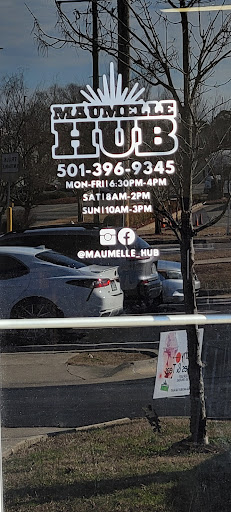 MAUMELLE
HUB
501-396-9345
MON-FRI|6:30PM-4PM
SAT|8AM-2PM
SUN|10AM-3PM
@MAUMELLE_HUB